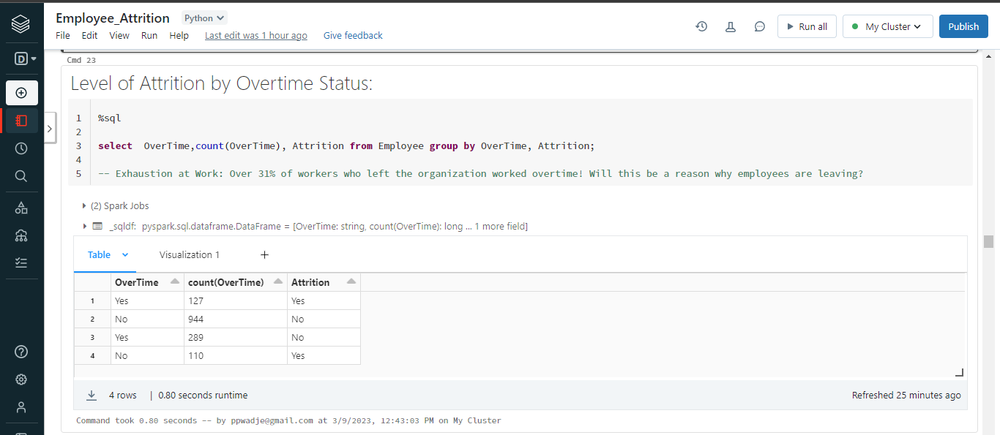 Employee_Attrition Python
File Edit View Run Help Last edit was 1 hour ago Give feedback
Run all My Cluster Publish
D
Cmd 23
Level of Attrition by Overtime Status:
1 %sql
2
3 select OverTime,count(OverTime), Attrition from Employee group by OverTime, Attrition;
4
5 -- Exhaustion at Work: Over 31% of workers who left the organization worked overtime! Will this be a reason why employees are leaving?
(2) Spark Jobs
_sqldf: pyspark.sql.dataframe.DataFrame = [OverTime: string, count(OverTime): long ... 1 more field]
Table Visualization 1 +
OverTime count(OverTime) Attrition
1 Yes 127 Yes
2 No 944 No
3 Yes 289 No
4 No 110 Yes
4 rows | 0.80 seconds runtime Refreshed 25 minutes ago
Command took 0.80 seconds -- by ppwadje@gmail.com at 3/9/2023, 12:43:03 PM on My Cluster